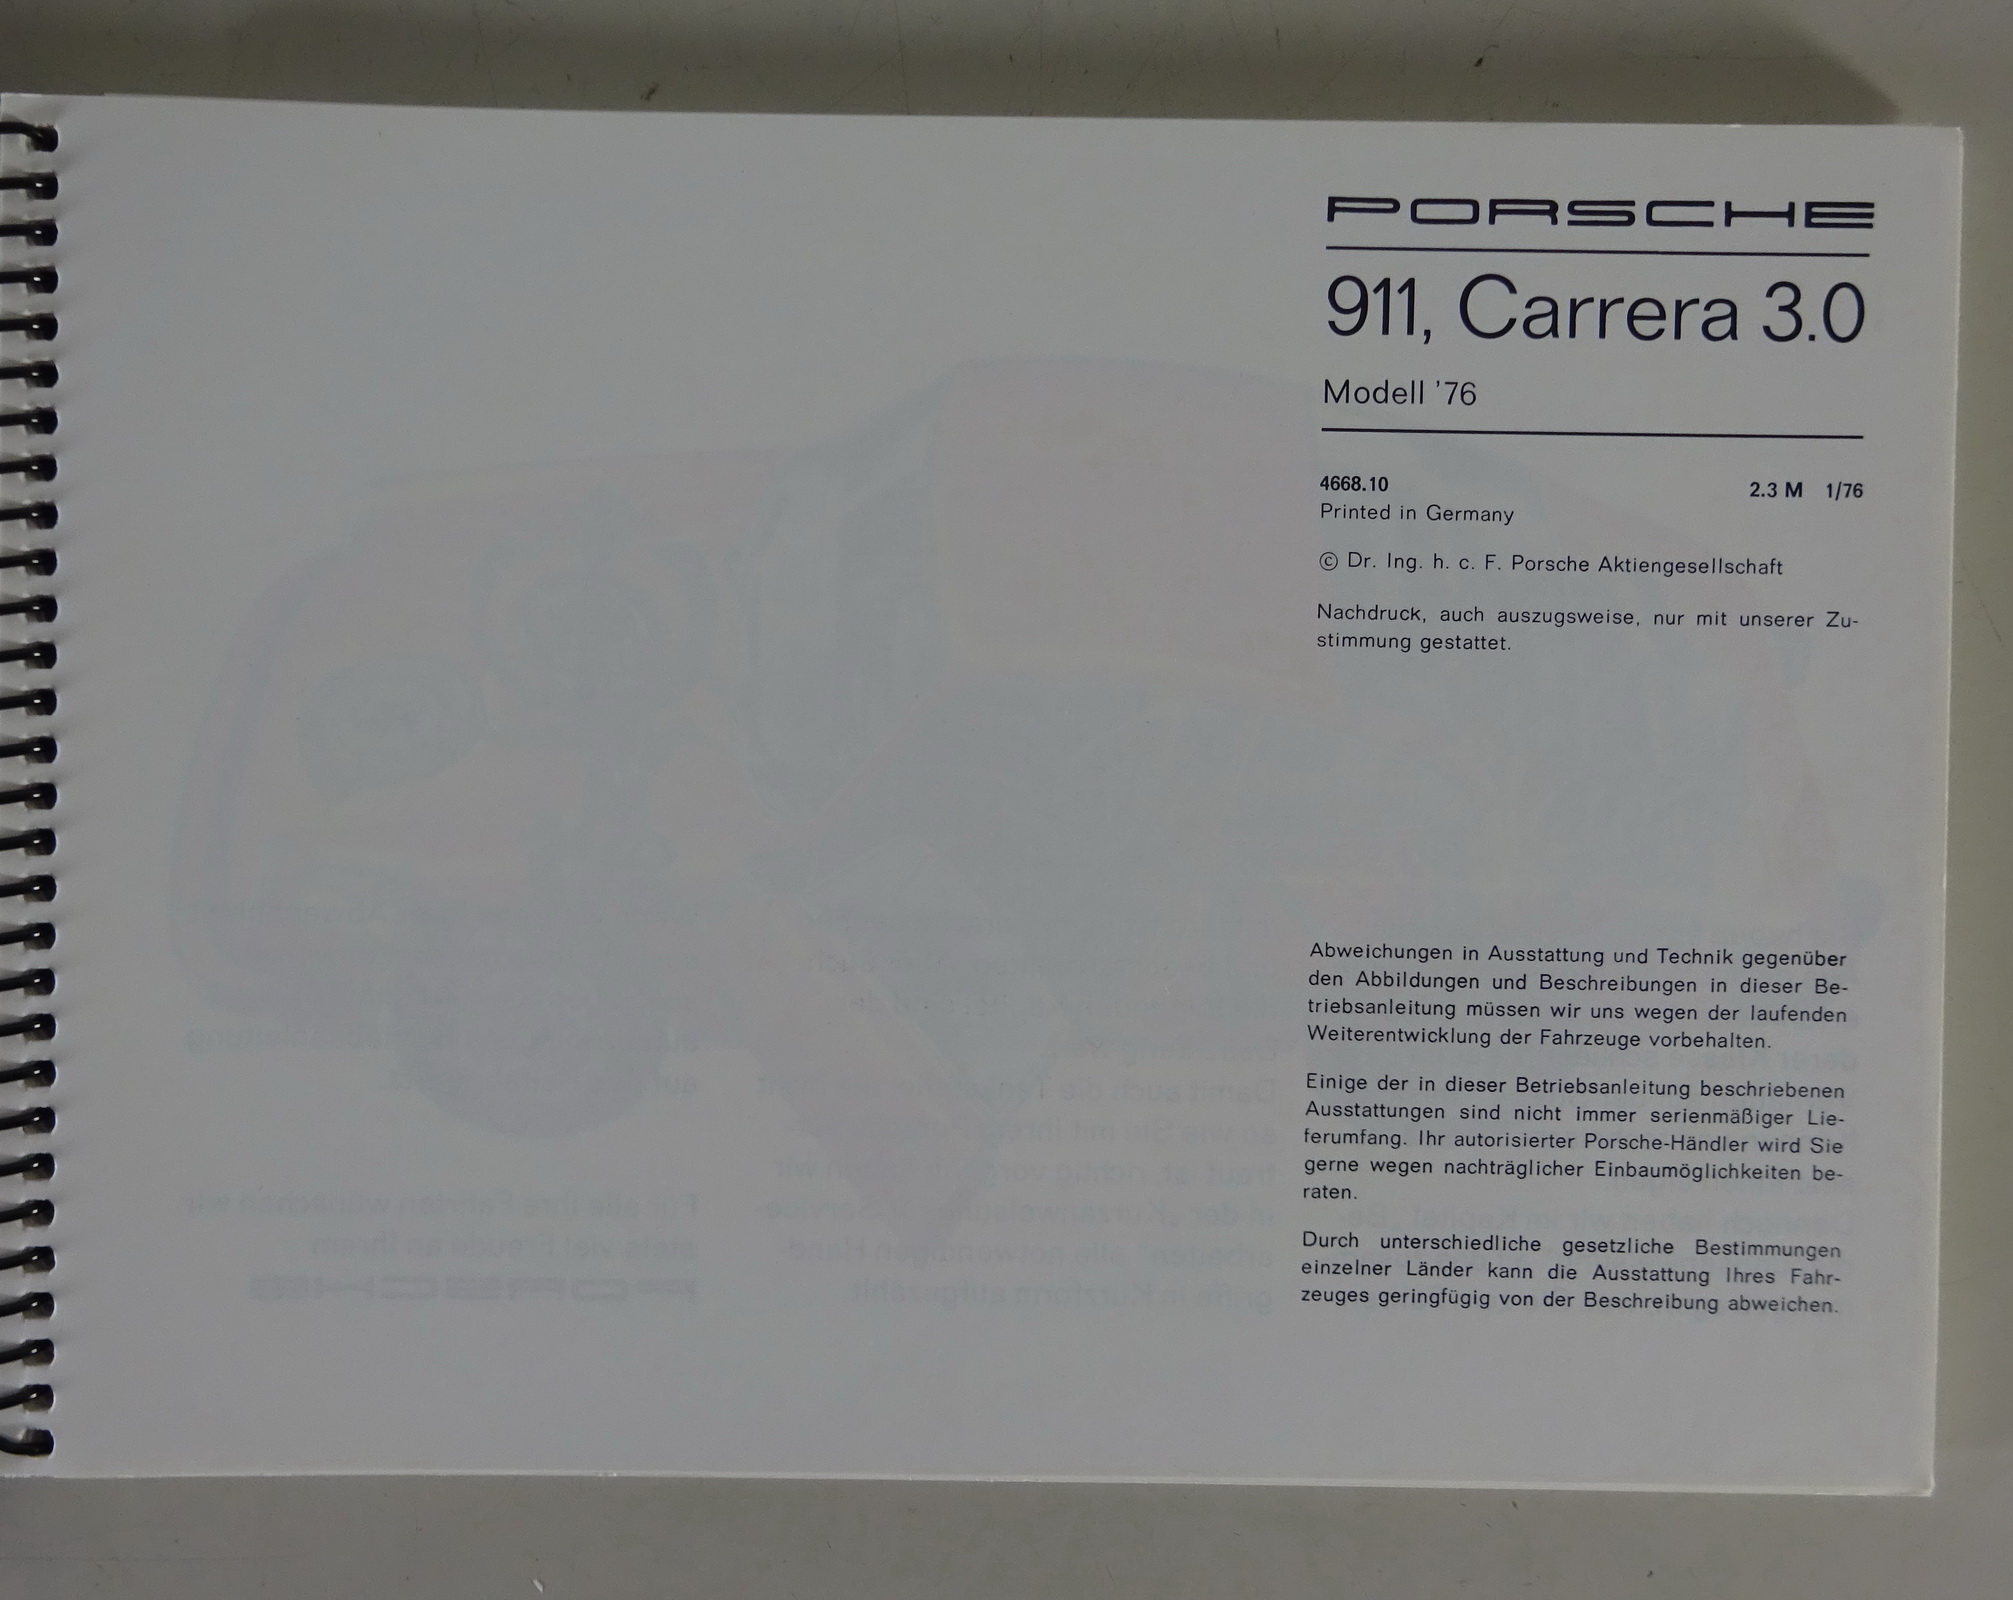 PORSCHE
911, Carrera 3.0
Modell '76
4668.10 2.3 M 1/76
Printed in Germany
© Dr. Ing. h. c. F. Porsche Aktiengesellschaft
Nachdruck, auch auszugsweise, nur mit unserer Zu-
stimmung gestattet.
Abweichungen in Ausstattung und Technik gegenüber
den Abbildungen und Beschreibungen in dieser Be-
triebsanleitung müssen wir uns wegen der laufenden
Weiterentwicklung der Fahrzeuge vorbehalten.
Einige der in dieser Betriebsanleitung beschriebenen
Ausstattungen sind nicht immer serienmäßiger Lie-
ferumfang. Ihr autorisierter Porsche-Händler wird Sie
gerne wegen nachträglicher Einbaumöglichkeiten be-
raten.
Durch unterschiedliche gesetzliche Bestimmungen
einzelner Länder kann die Ausstattung Ihres Fahr-
zeuges geringfügig von der Beschreibung abweichen.